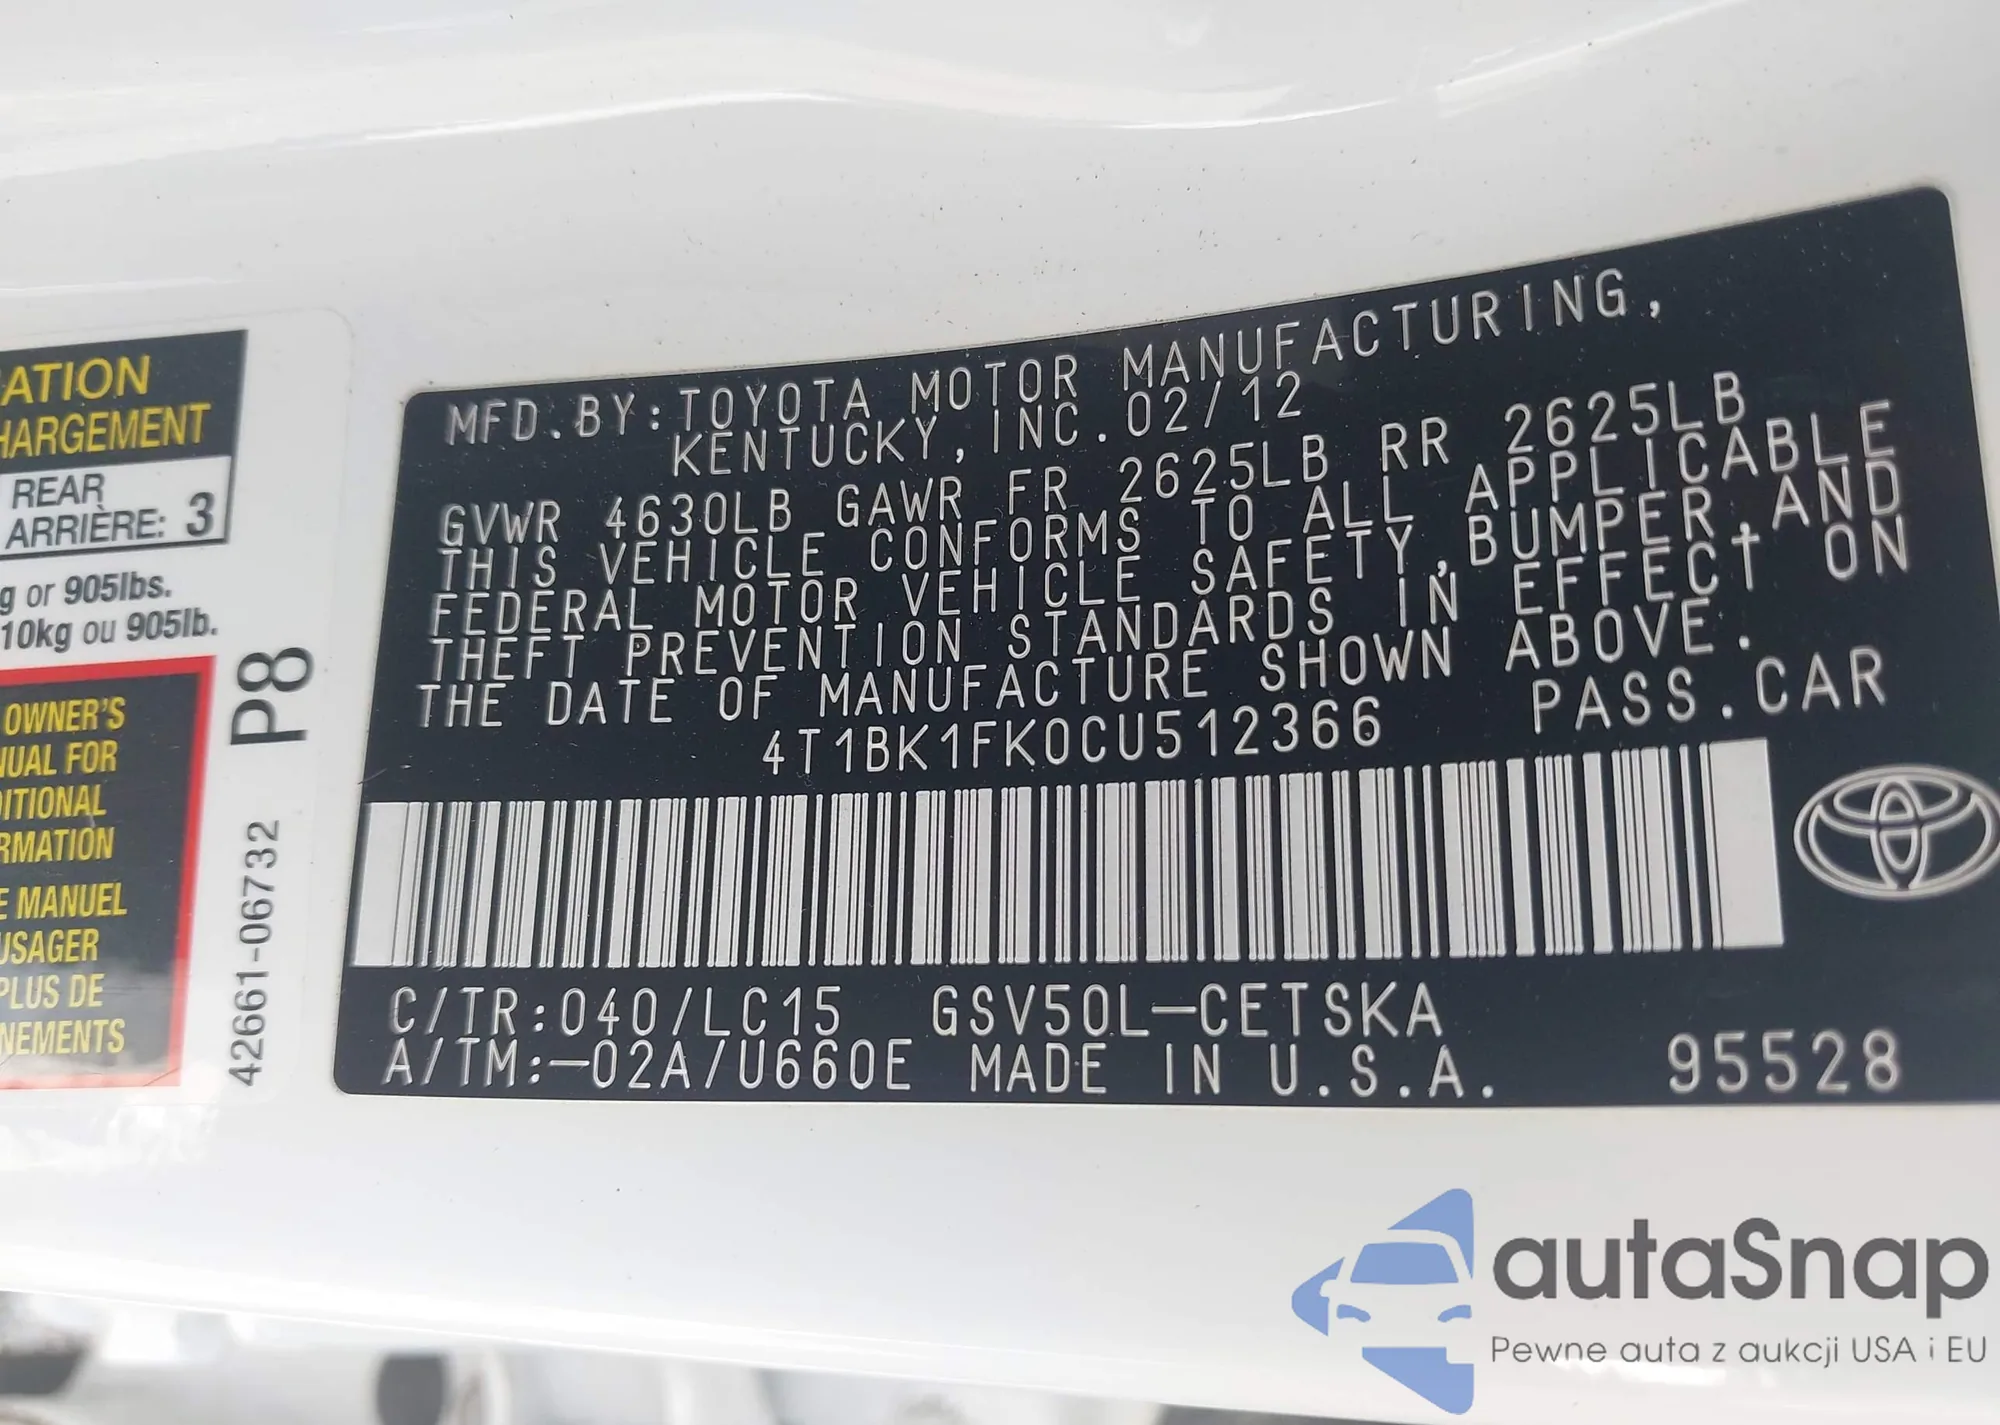 ATION
HARGEMENT
REAR
ARRIÈRE: 3
g or 905lbs.
10kg ou 905lb.
OWNER'S
NUAL FOR
DITIONAL
RMATION
E MANUEL
USAGER
PLUS DE
NEMENTS
P8
42661-06732
MFD.BY:TOYOTA MOTOR MANUFACTURING,
KENTUCKY,INC.02/12
GVWR 4630LB GAWR FR 2625LB RR 2625LB
THIS VEHICLE CONFORMS TO ALL APPLICABLE
FEDERAL MOTOR VEHICLE SAFETY,BUMPER,AND
THEFT PREVENTION STANDARDS IN EFFECT ON
THE DATE OF MANUFACTURE SHOWN ABOVE.
4T1BK1FK0CU512366 PASS.CAR
C/TR:040/LC15 GSV50L-CETSKA
A/TM:-02A/U660E MADE IN U.S.A. 95528
autaSnap
Pewne auta z aukcji USA i EU